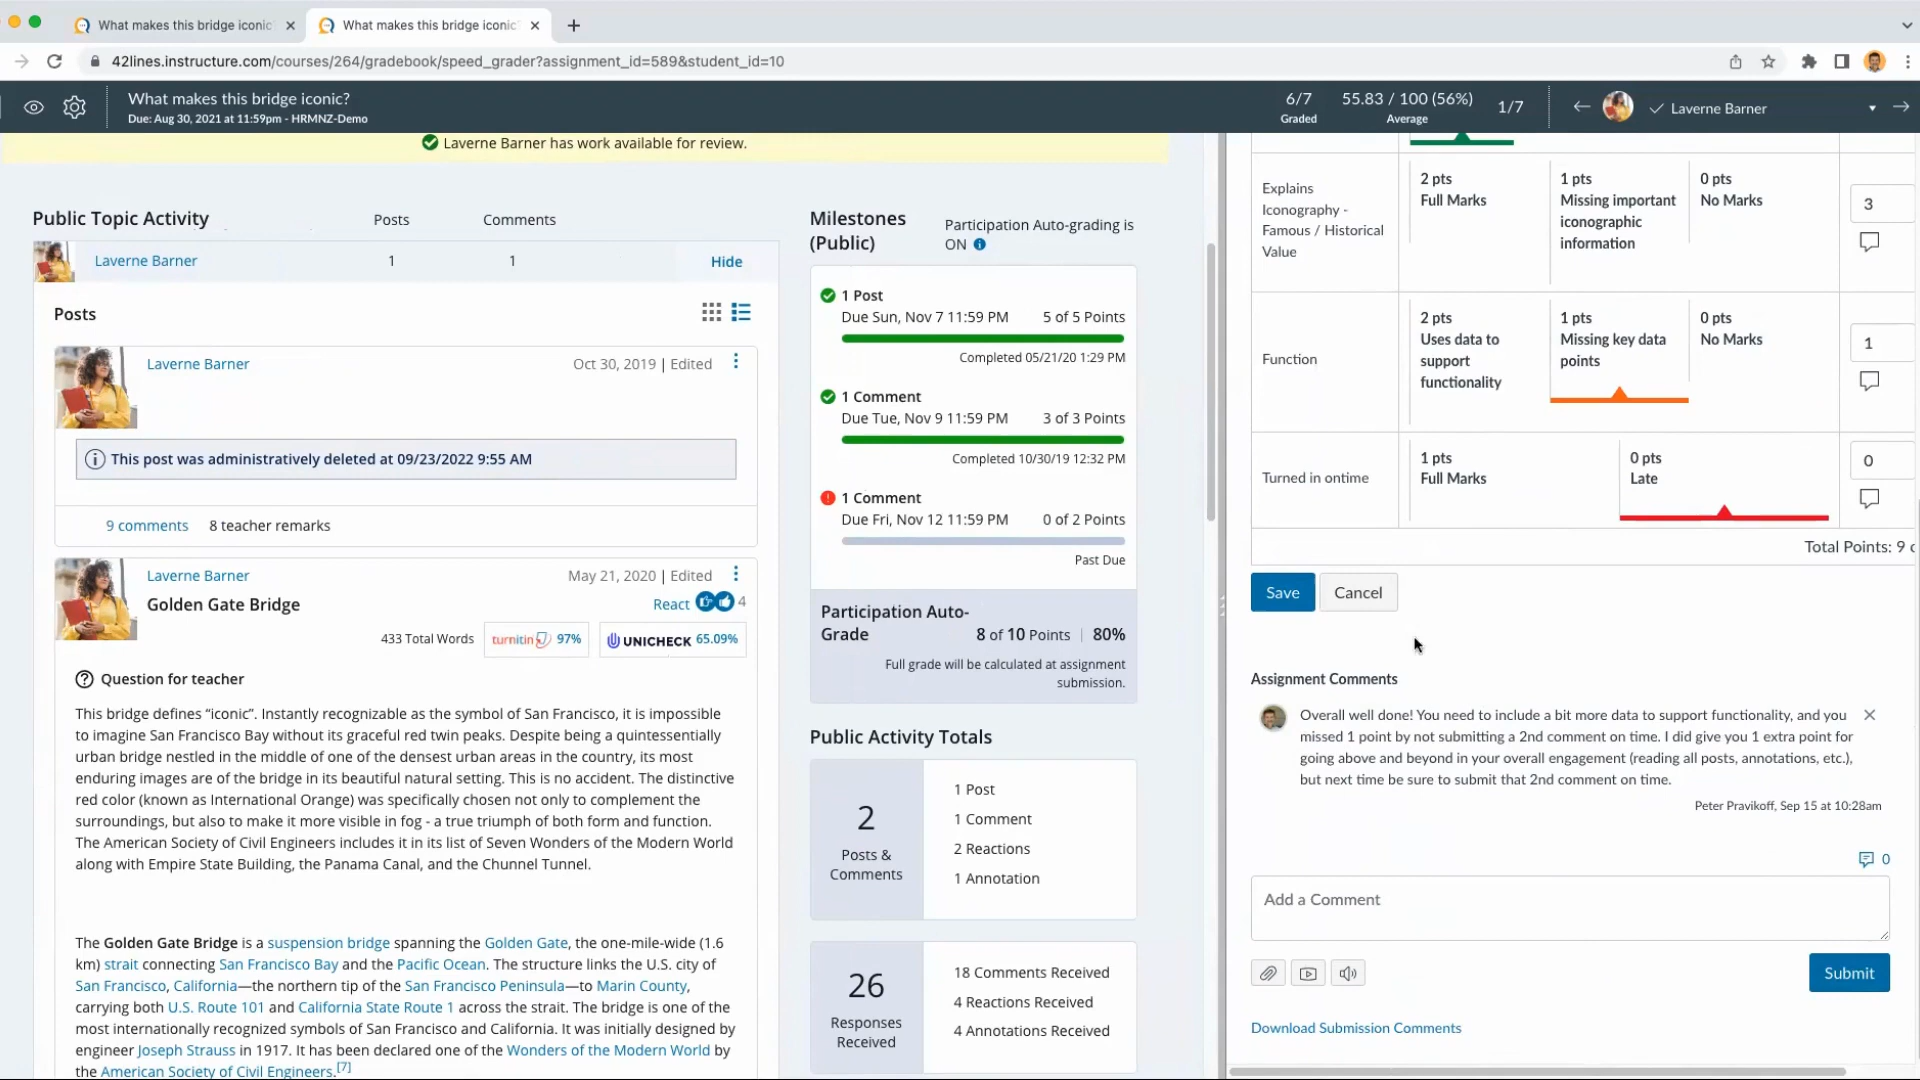 What makes this bridge iconic
What makes this bridge iconic
42lines.instructure.com/courses/264/gradebook/speed_grader?assignment_id=589&student_id=10
What makes this bridge iconic?
Due: Aug 30, 2021 at 11:59pm - HRMNZ-Demo
6/7
Graded
55.83 / 100 (56%)
Average
1/7
Laverne Barner
Laverne Barner has work available for review.
Public Topic Activity
Posts
Comments
Laverne Barner
1
1
Hide
Posts
Laverne Barner
Oct 30, 2019 | Edited
This post was administratively deleted at 09/23/2022 9:55 AM
9 comments
8 teacher remarks
Laverne Barner
May 21, 2020 | Edited
Golden Gate Bridge
React
4
433 Total Words
turnitin 97%
UNICHECK 65.09%
Question for teacher
This bridge defines “iconic”. Instantly recognizable as the symbol of San Francisco, it is impossible
to imagine San Francisco Bay without its graceful red twin peaks. Despite being a quintessentially
urban bridge nestled in the middle of one of the densest urban areas in the country, its most
enduring images are of the bridge in its beautiful natural setting. This is no accident. The distinctive
red color (known as International Orange) was specifically chosen not only to complement the
surroundings, but also to make it more visible in fog - a true triumph of both form and function.
The American Society of Civil Engineers includes it in its list of Seven Wonders of the Modern World
along with Empire State Building, the Panama Canal, and the Chunnel Tunnel.
The Golden Gate Bridge is a suspension bridge spanning the Golden Gate, the one-mile-wide (1.6
km) strait connecting San Francisco Bay and the Pacific Ocean. The structure links the U.S. city of
San Francisco, California—the northern tip of the San Francisco Peninsula—to Marin County,
carrying both U.S. Route 101 and California State Route 1 across the strait. The bridge is one of the
most internationally recognized symbols of San Francisco and California. It was initially designed by
engineer Joseph Strauss in 1917. It has been declared one of the Wonders of the Modern World by
the American Society of Civil Engineers.[7]
Milestones
(Public)
Participation Auto-grading is
ON
1 Post
Due Sun, Nov 7 11:59 PM
5 of 5 Points
Completed 05/21/20 1:29 PM
1 Comment
Due Tue, Nov 9 11:59 PM
3 of 3 Points
Completed 10/30/19 12:32 PM
1 Comment
Due Fri, Nov 12 11:59 PM
0 of 2 Points
Past Due
Participation Auto-
Grade
8 of 10 Points | 80%
Full grade will be calculated at assignment
submission.
Public Activity Totals
2
Posts &
Comments
1 Post
1 Comment
2 Reactions
1 Annotation
26
Responses
Received
18 Comments Received
4 Reactions Received
4 Annotations Received
Explains
Iconography -
Famous / Historical
Value
2 pts
Full Marks
1 pts
Missing important
iconographic
information
0 pts
No Marks
3
Function
2 pts
Uses data to
support
functionality
1 pts
Missing key data
points
0 pts
No Marks
1
Turned in ontime
1 pts
Full Marks
0 pts
Late
0
Total Points: 9
Save
Cancel
Assignment Comments
Overall well done! You need to include a bit more data to support functionality, and you
missed 1 point by not submitting a 2nd comment on time. I did give you 1 extra point for
going above and beyond in your overall engagement (reading all posts, annotations, etc.),
but next time be sure to submit that 2nd comment on time.
Peter Pravikoff, Sep 15 at 10:28am
0
Add a Comment
Submit
Download Submission Comments